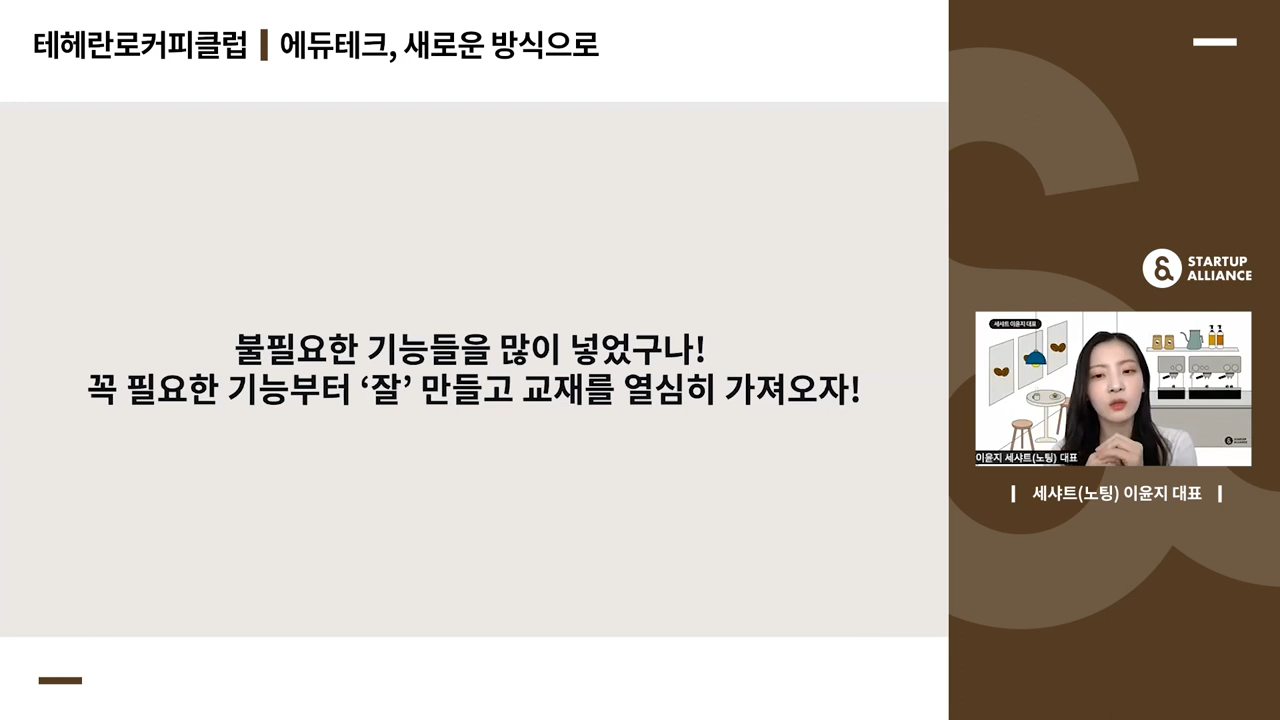 테헤란로커피클럽 | 에듀테크, 새로운 방식으로
불필요한 기능들을 많이 넣었구나!
꼭 필요한 기능부터 ‘잘’ 만들고 교재를 열심히 가져오자!
STARTUP
ALLIANCE
세샤트 이윤지 대표
STARTUP
ALLIANCE
이윤지 세샤트(노팅) 대표
세샤트(노팅) 이윤지 대표